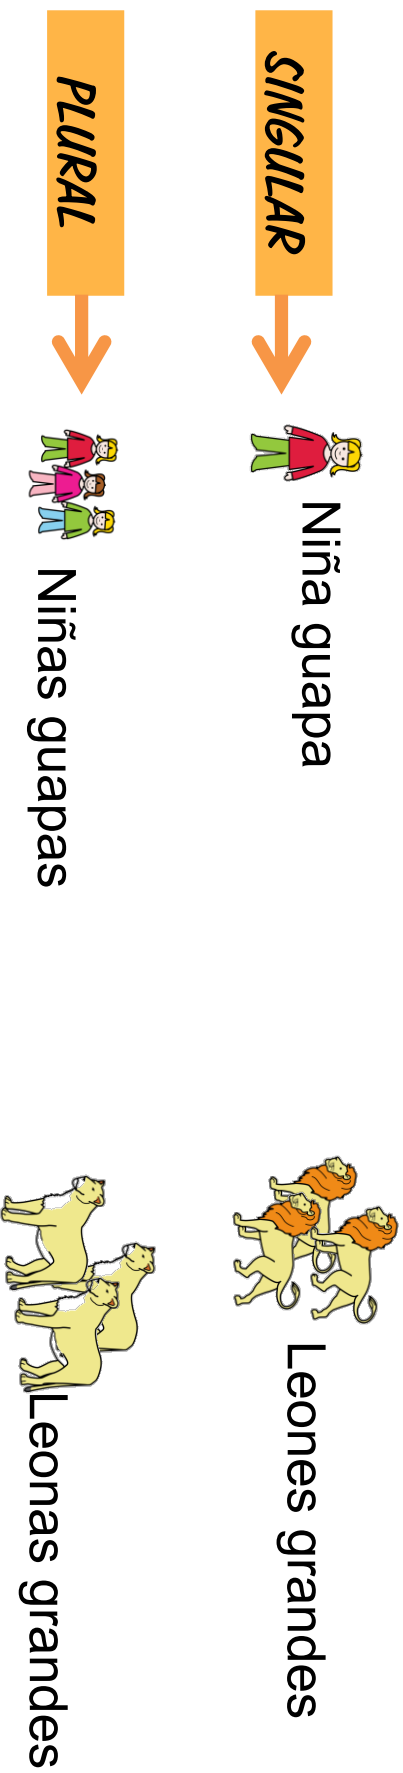 SINGULAR
Niña guapa
Leones grandes
PLURAL
Niñas guapas
Leonas grandes